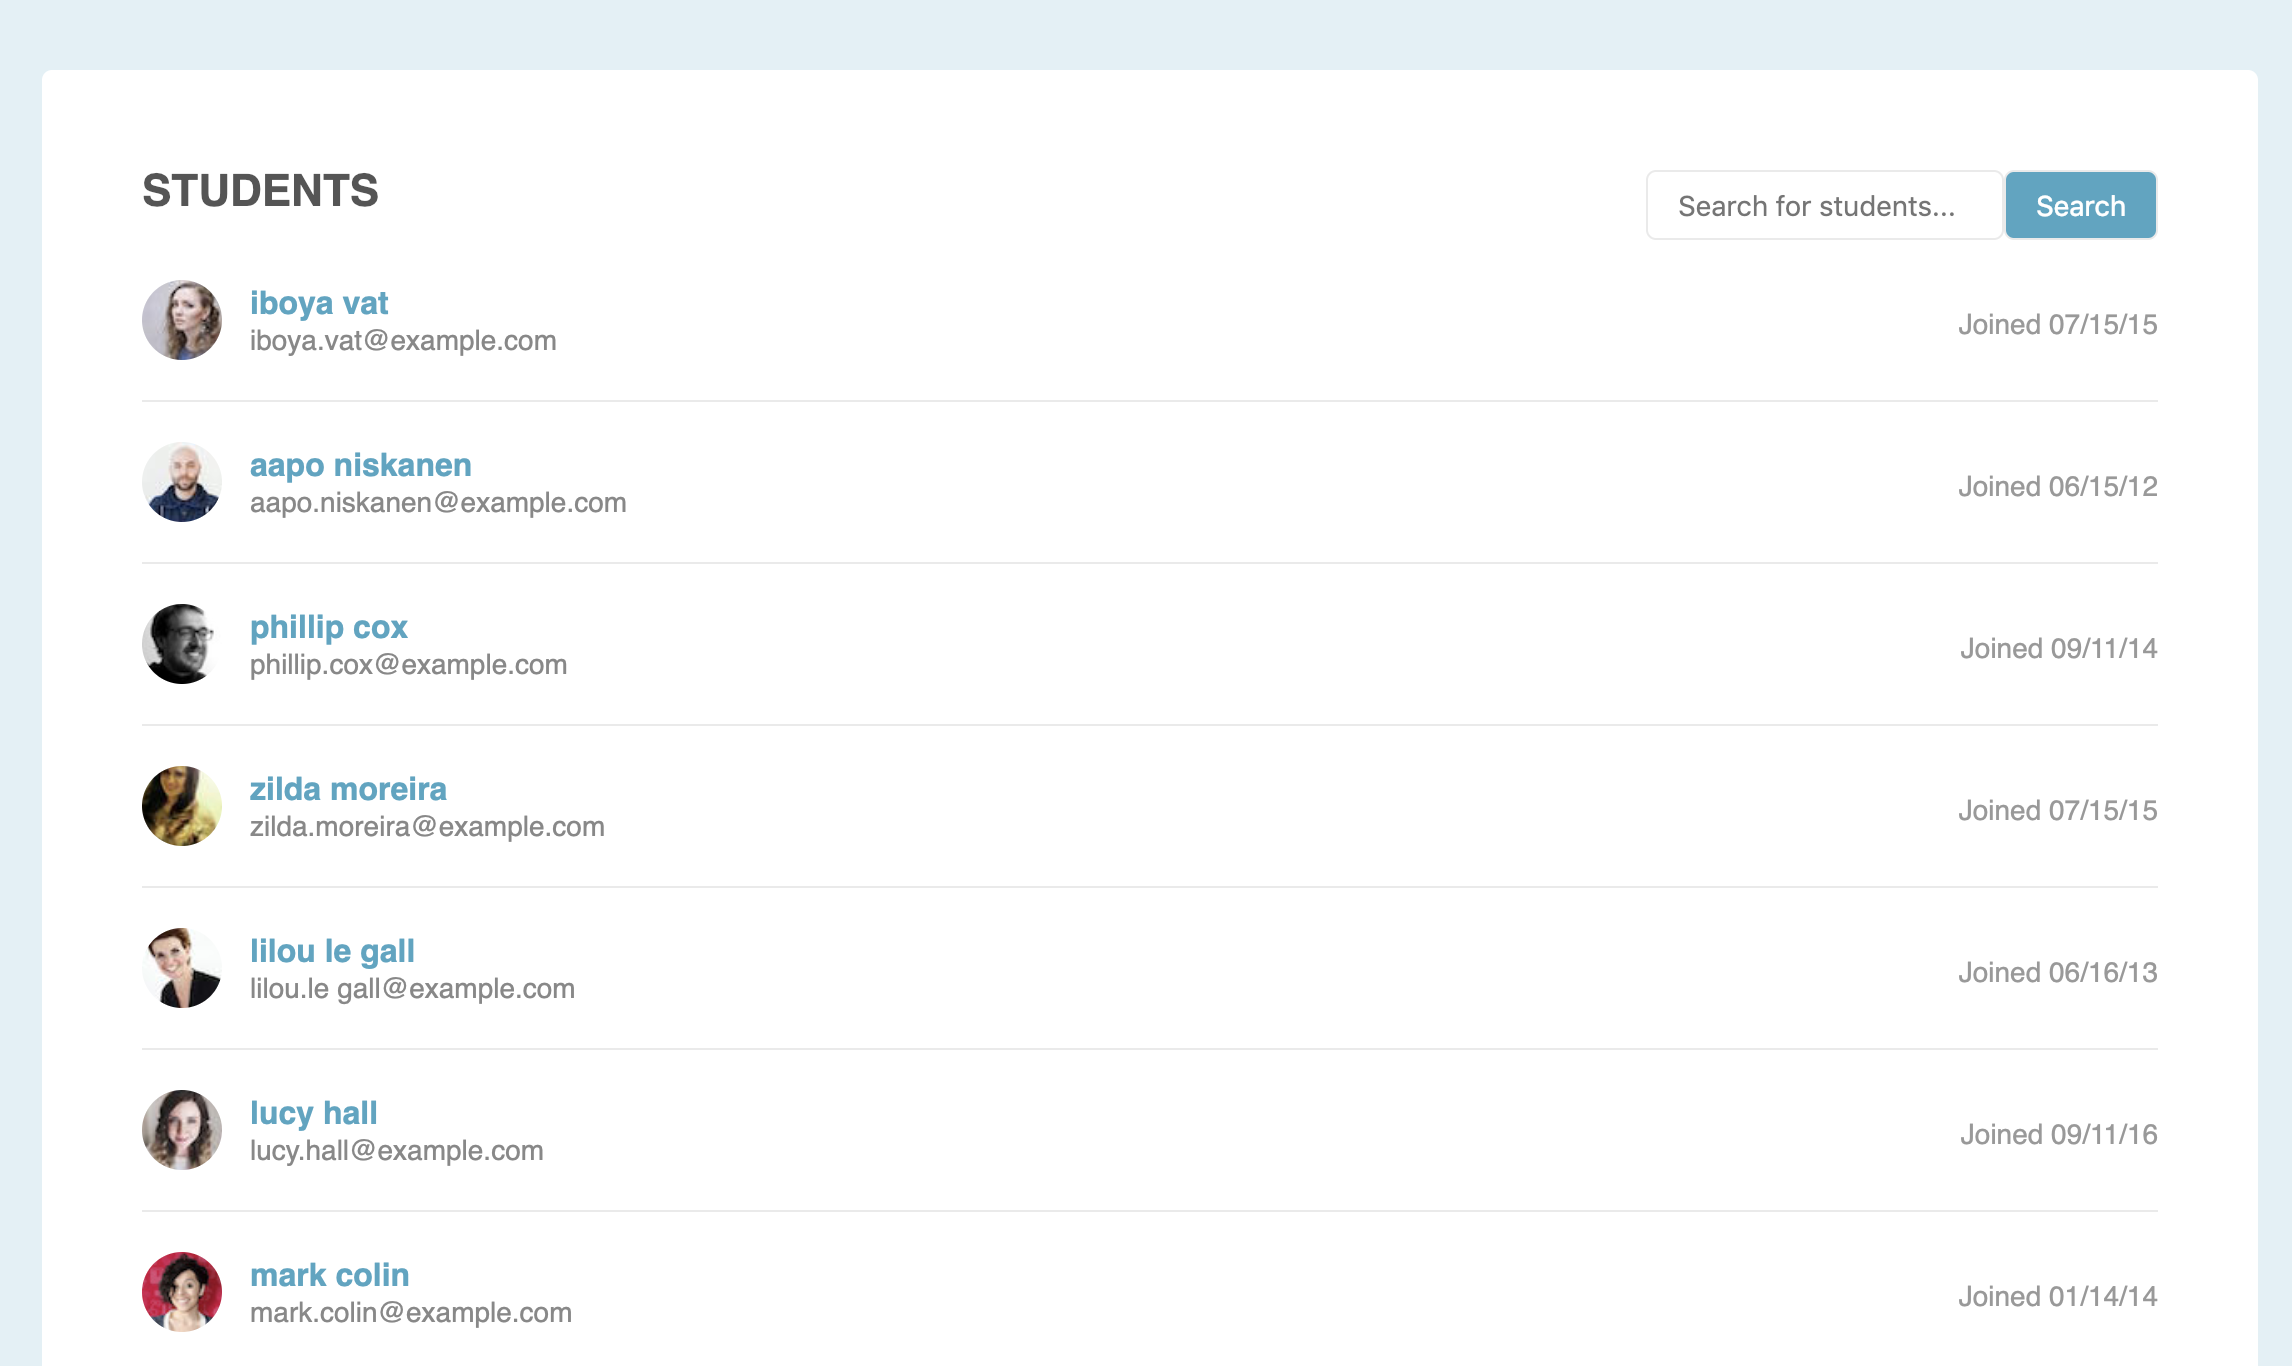 STUDENTS
Search for students...
Search
iboya vat
iboya.vat@example.com
Joined 07/15/15
aapo niskanen
aapo.niskanen@example.com
Joined 06/15/12
phillip cox
phillip.cox@example.com
Joined 09/11/14
zilda moreira
zilda.moreira@example.com
Joined 07/15/15
lilou le gall
lilou.le gall@example.com
Joined 06/16/13
lucy hall
lucy.hall@example.com
Joined 09/11/16
mark colin
mark.colin@example.com
Joined 01/14/14